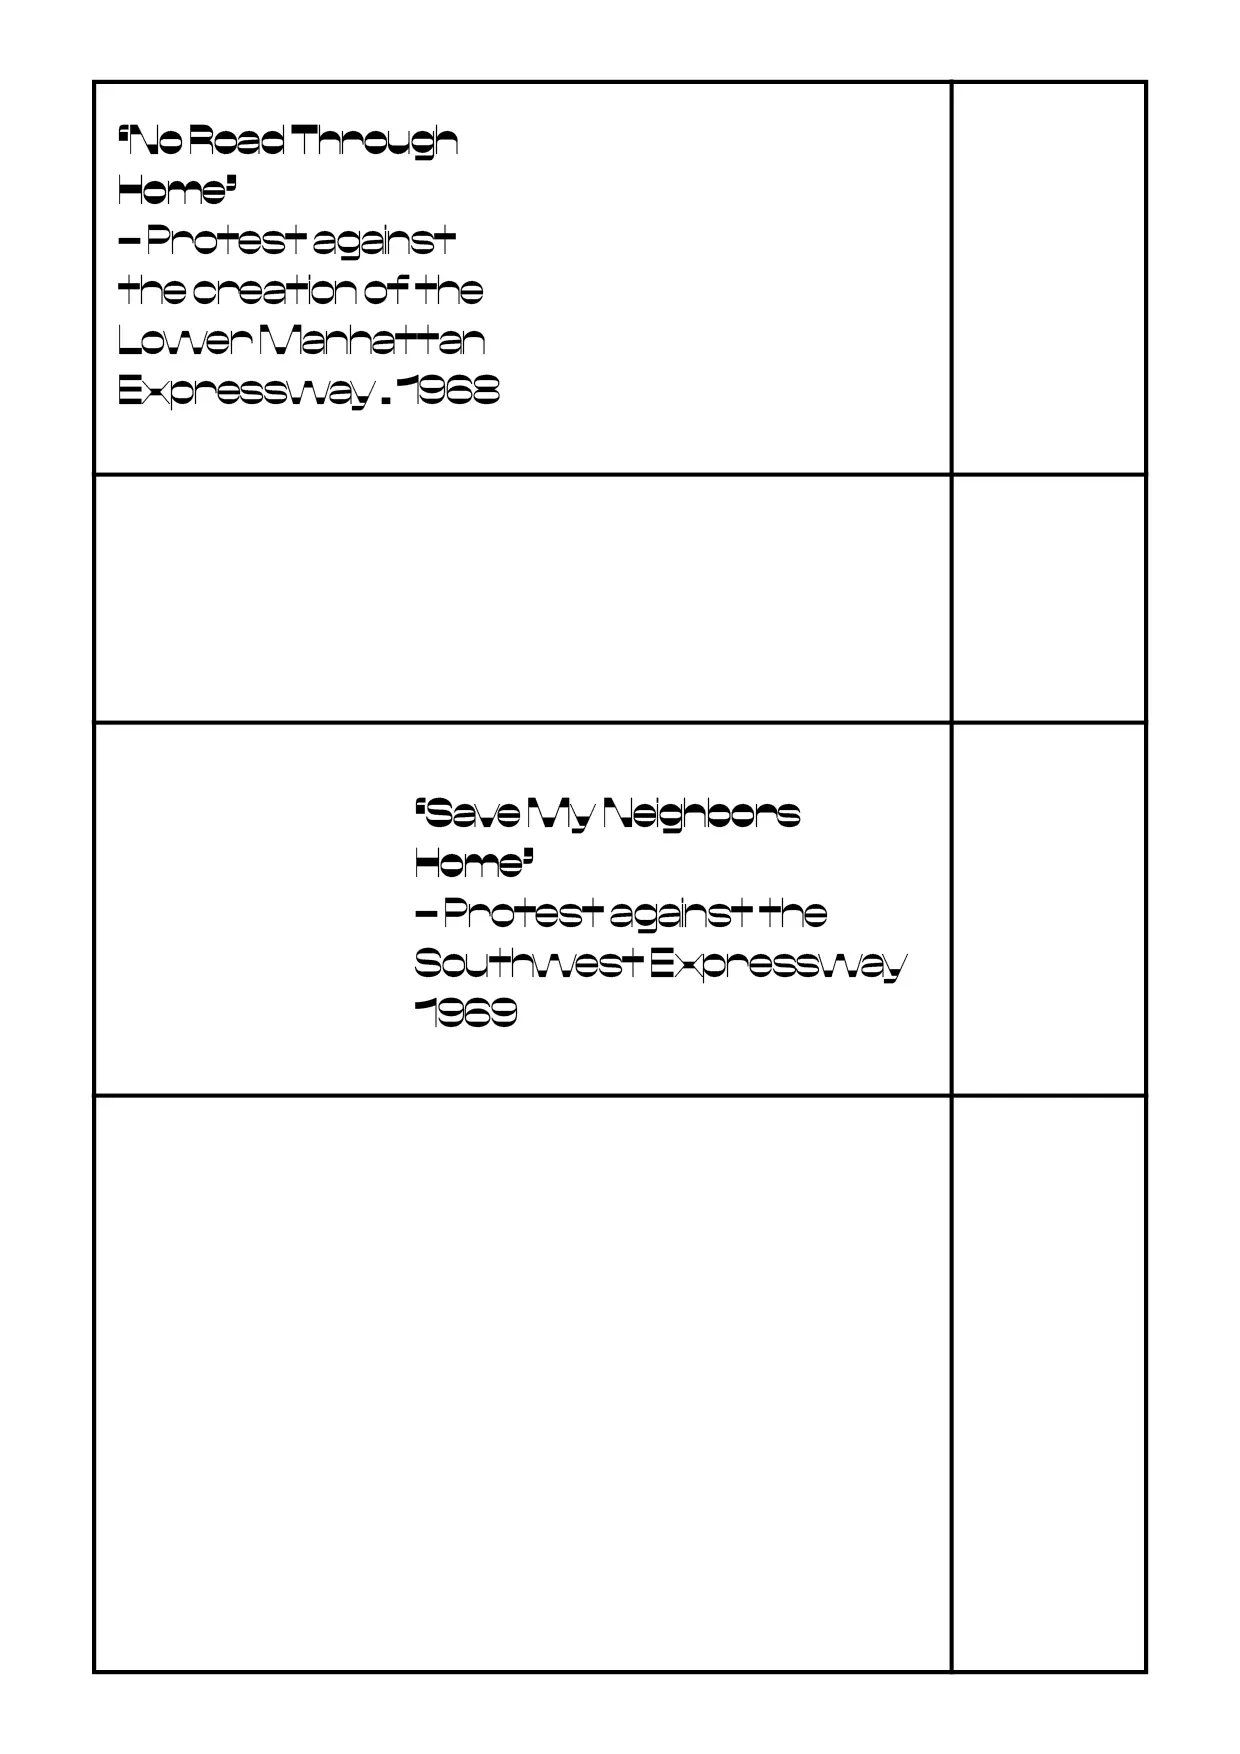 ‘No Road Through
Home’
– Protest against
the creation of the
Lower Manhattan
Expressway. 1968
‘Save My Neighbors
Home’
– Protest against the
Southwest Expressway
1969